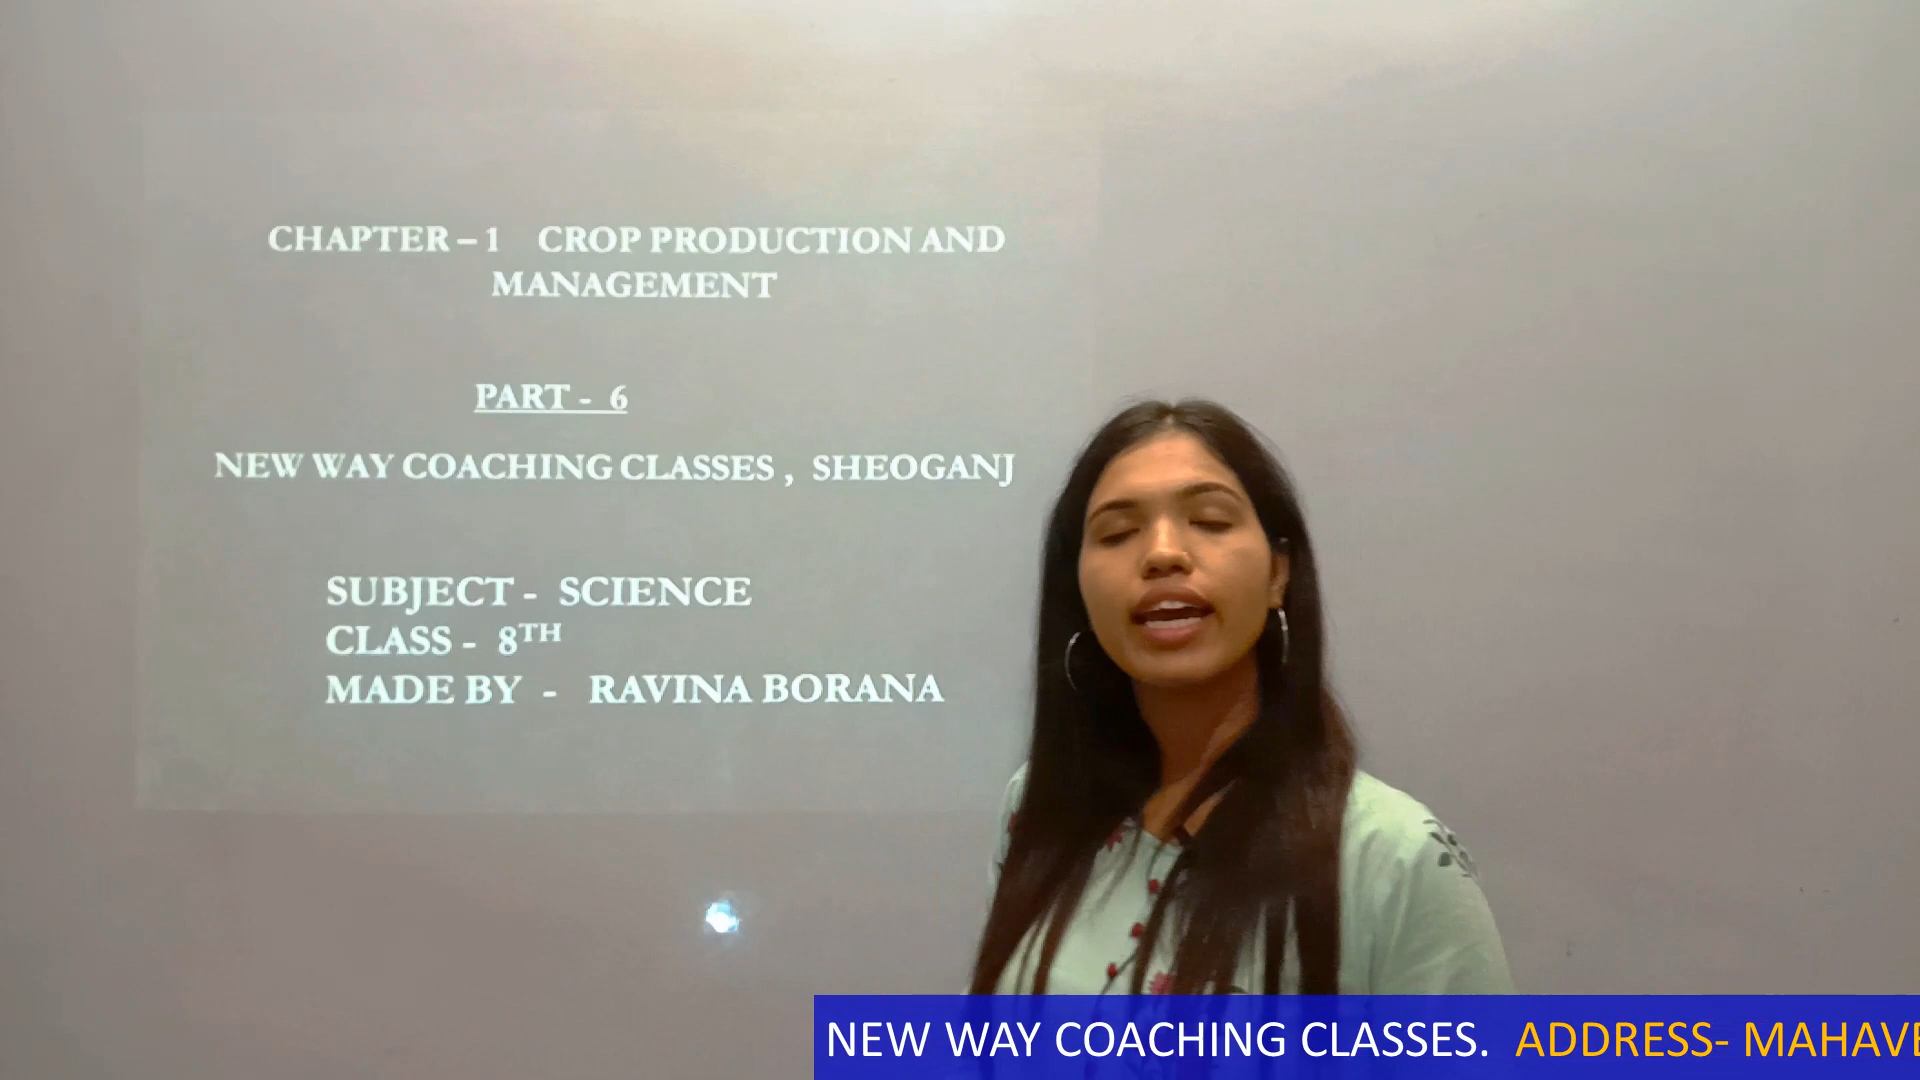 CHAPTER – 1 CROP PRODUCTION AND
MANAGEMENT
PART - 6
NEW WAY COACHING CLASSES , SHEOGANJ
SUBJECT - SCIENCE
CLASS - 8TH
MADE BY - RAVINA BORANA
NEW WAY COACHING CLASSES. ADDRESS-